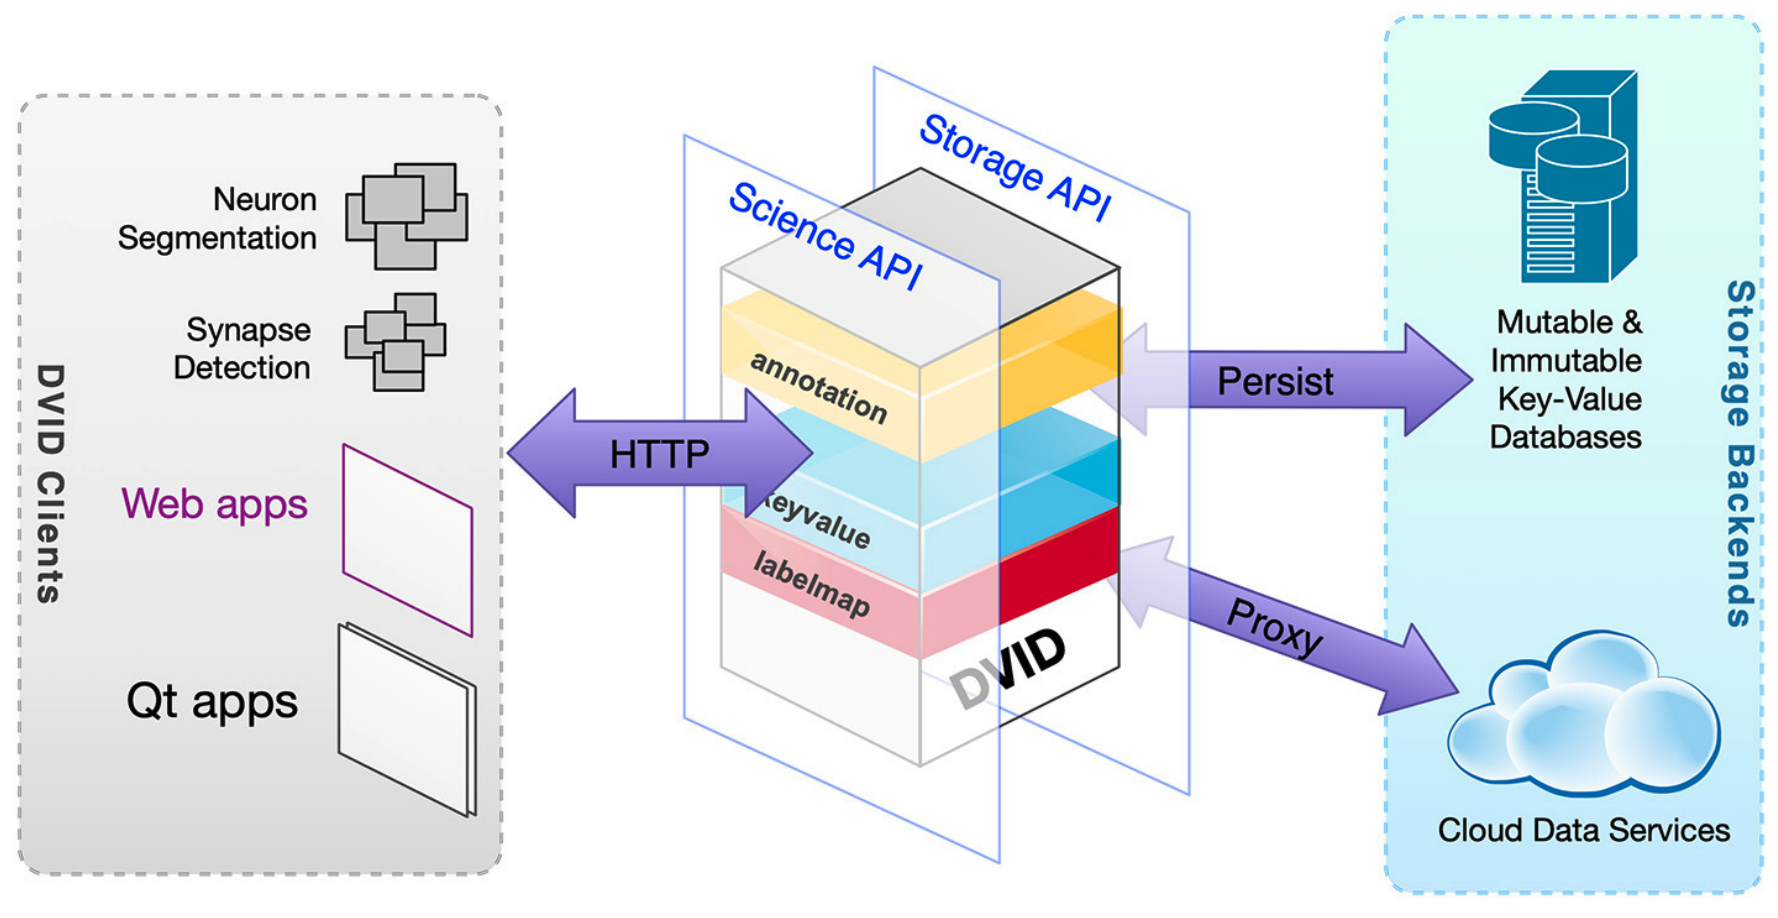 DVID Clients
Neuron
Segmentation
Synapse
Detection
Web apps
Qt apps
HTTP
Science API
Storage API
annotation
keyvalue
labelmap
DVID
Persist
Proxy
Mutable &
Immutable
Key-Value
Databases
Cloud Data Services
Storage Backends